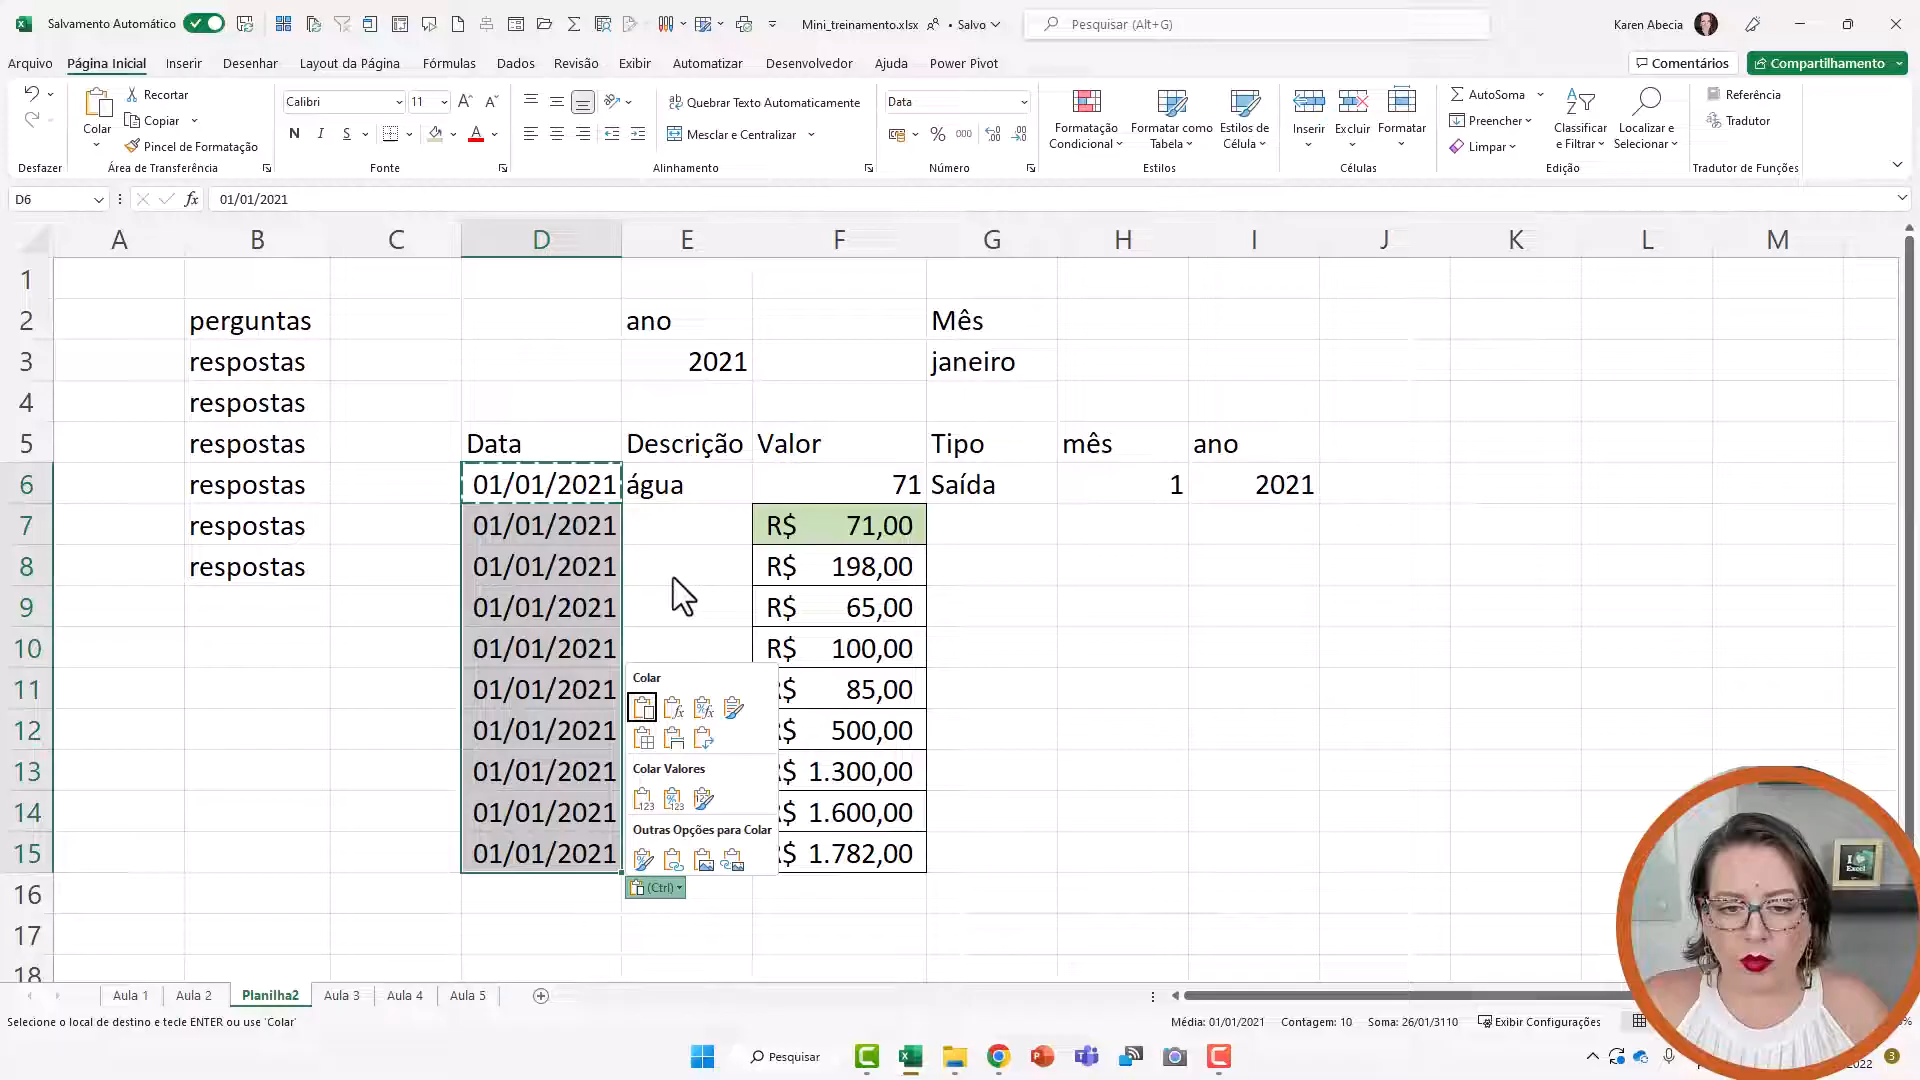 Salvamento Automático
Mini_treinamento.xlsx
• Salvo
Pesquisar (Alt+G)
Karen Abecia
Arquivo
Página Inicial
Inserir
Desenhar
Layout da Página
Fórmulas
Dados
Revisão
Exibir
Automatizar
Desenvolvedor
Ajuda
Power Pivot
Comentários
Compartilhamento
Colar
Recortar
Copiar
Pincel de Formatação
Calibri
11
N I S
Quebrar Texto Automaticamente
Mesclar e Centralizar
Data
% 000
Formatação Condicional
Formatar como Tabela
Estilos de Célula
Inserir
Excluir
Formatar
AutoSoma
Preencher
Limpar
Classificar e Filtrar
Localizar e Selecionar
Referência
Tradutor
Desfazer
Área de Transferência
Fonte
Alinhamento
Número
Estilos
Células
Edição
Tradutor de Funções
D6
fx
01/01/2021
A B C D E F G H I J K L M
1
2 perguntas ano Mês
3 respostas 2021 janeiro
4 respostas
5 respostas Data Descrição Valor Tipo mês ano
6 respostas 01/01/2021 água 71 Saída 1 2021
7 respostas 01/01/2021 R$ 71,00
8 respostas 01/01/2021 R$ 198,00
9 01/01/2021 R$ 65,00
10 01/01/2021 R$ 100,00
11 01/01/2021 $ 85,00
12 01/01/2021 $ 500,00
13 01/01/2021 $ 1.300,00
14 01/01/2021 $ 1.600,00
15 01/01/2021 $ 1.782,00
16
17
18
Colar
Colar Valores
Outras Opções para Colar
(Ctrl)
Aula 1
Aula 2
Planilha2
Aula 3
Aula 4
Aula 5
Selecione o local de destino e tecle ENTER ou use 'Colar'
Média: 01/01/2021
Contagem: 10
Soma: 26/01/3110
Exibir Configurações
Pesquisar
2022
3